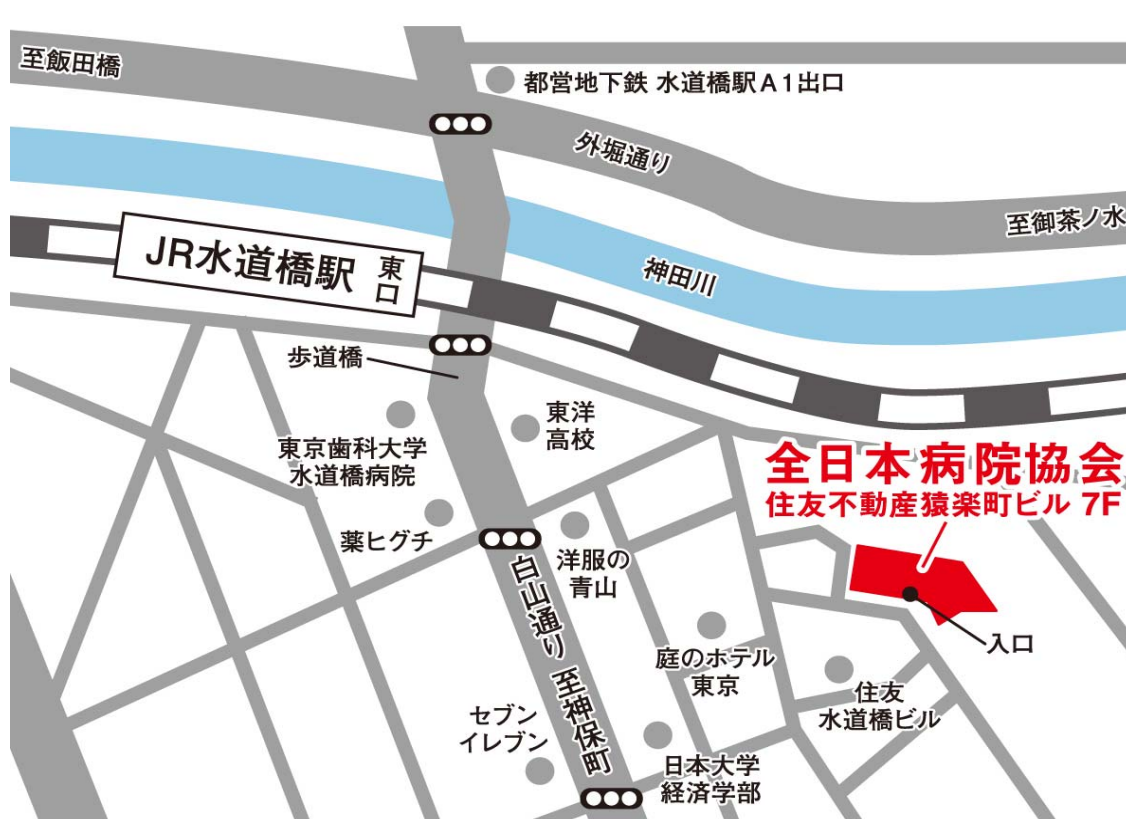 至飯田橋
都営地下鉄 水道橋駅A1出口
外堀通り
至御茶ノ水
JR水道橋駅 東口
神田川
歩道橋
東洋
高校
東京歯科大学
水道橋病院
全日本病院協会
住友不動産猿楽町ビル 7F
薬ヒグチ
洋服の
青山
白山通り 至神保町
入口
庭のホテル
東京
住友
水道橋ビル
セブン
イレブン
日本大学
経済学部